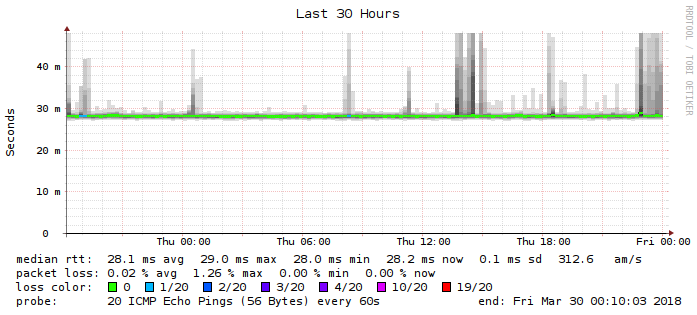 Last 30 Hours
RRDTOOL / TOBI OETIKER
Seconds
40 m
30 m
20 m
10 m
0
Thu 00:00 Thu 06:00 Thu 12:00 Thu 18:00 Fri 00:00
median rtt: 28.1 ms avg 29.0 ms max 28.0 ms min 28.2 ms now 0.1 ms sd 312.6 am/s
packet loss: 0.02 % avg 1.26 % max 0.00 % min 0.00 % now
loss color: 0 1/20 2/20 3/20 4/20 10/20 19/20
probe: 20 ICMP Echo Pings (56 Bytes) every 60s end: Fri Mar 30 00:10:03 2018